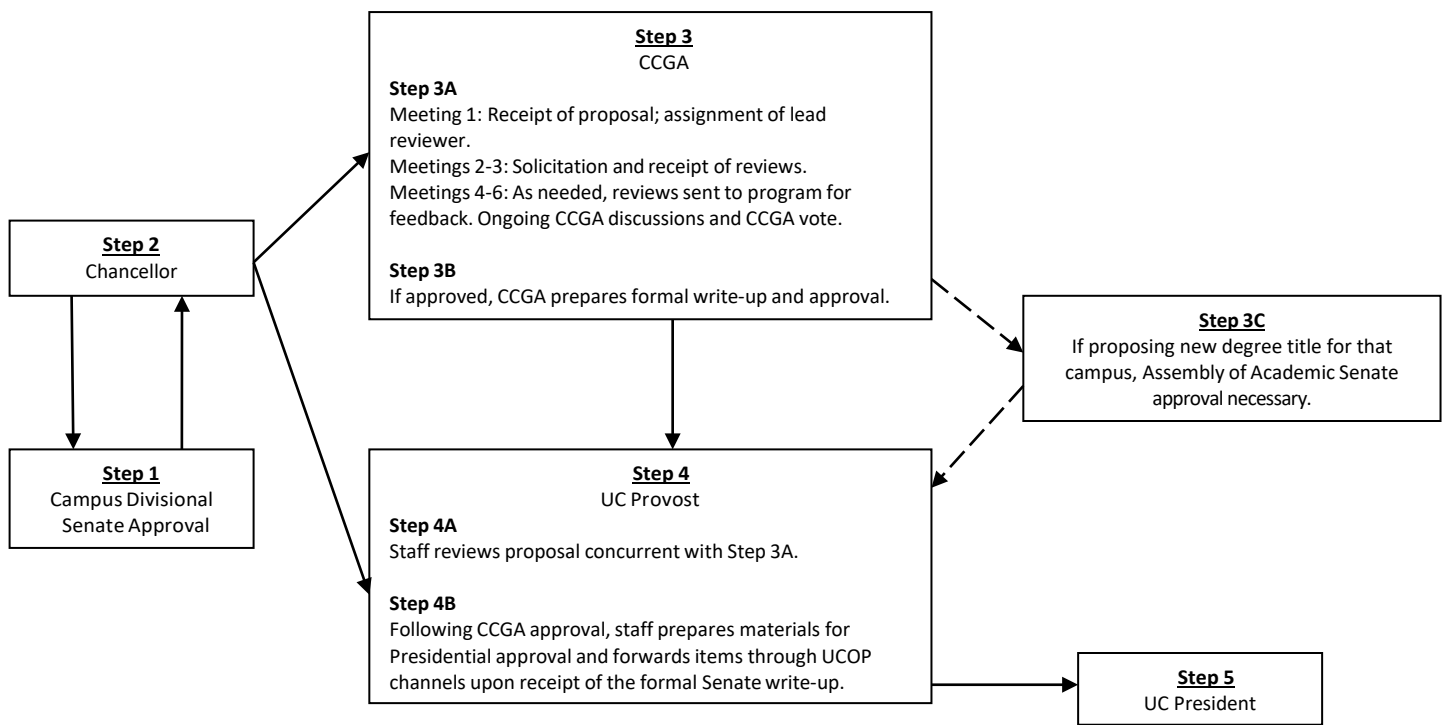 Step 3
CCGA
Step 3A
Meeting 1: Receipt of proposal; assignment of lead
reviewer.
Meetings 2-3: Solicitation and receipt of reviews.
Meetings 4-6: As needed, reviews sent to program for
feedback. Ongoing CCGA discussions and CCGA vote.
Step 3B
If approved, CCGA prepares formal write-up and approval.
Step 2
Chancellor
Step 3C
If proposing new degree title for that
campus, Assembly of Academic Senate
approval necessary.
Step 1
Campus Divisional
Senate Approval
Step 4
UC Provost
Step 4A
Staff reviews proposal concurrent with Step 3A.
Step 4B
Following CCGA approval, staff prepares materials for
Presidential approval and forwards items through UCOP
channels upon receipt of the formal Senate write-up.
Step 5
UC President